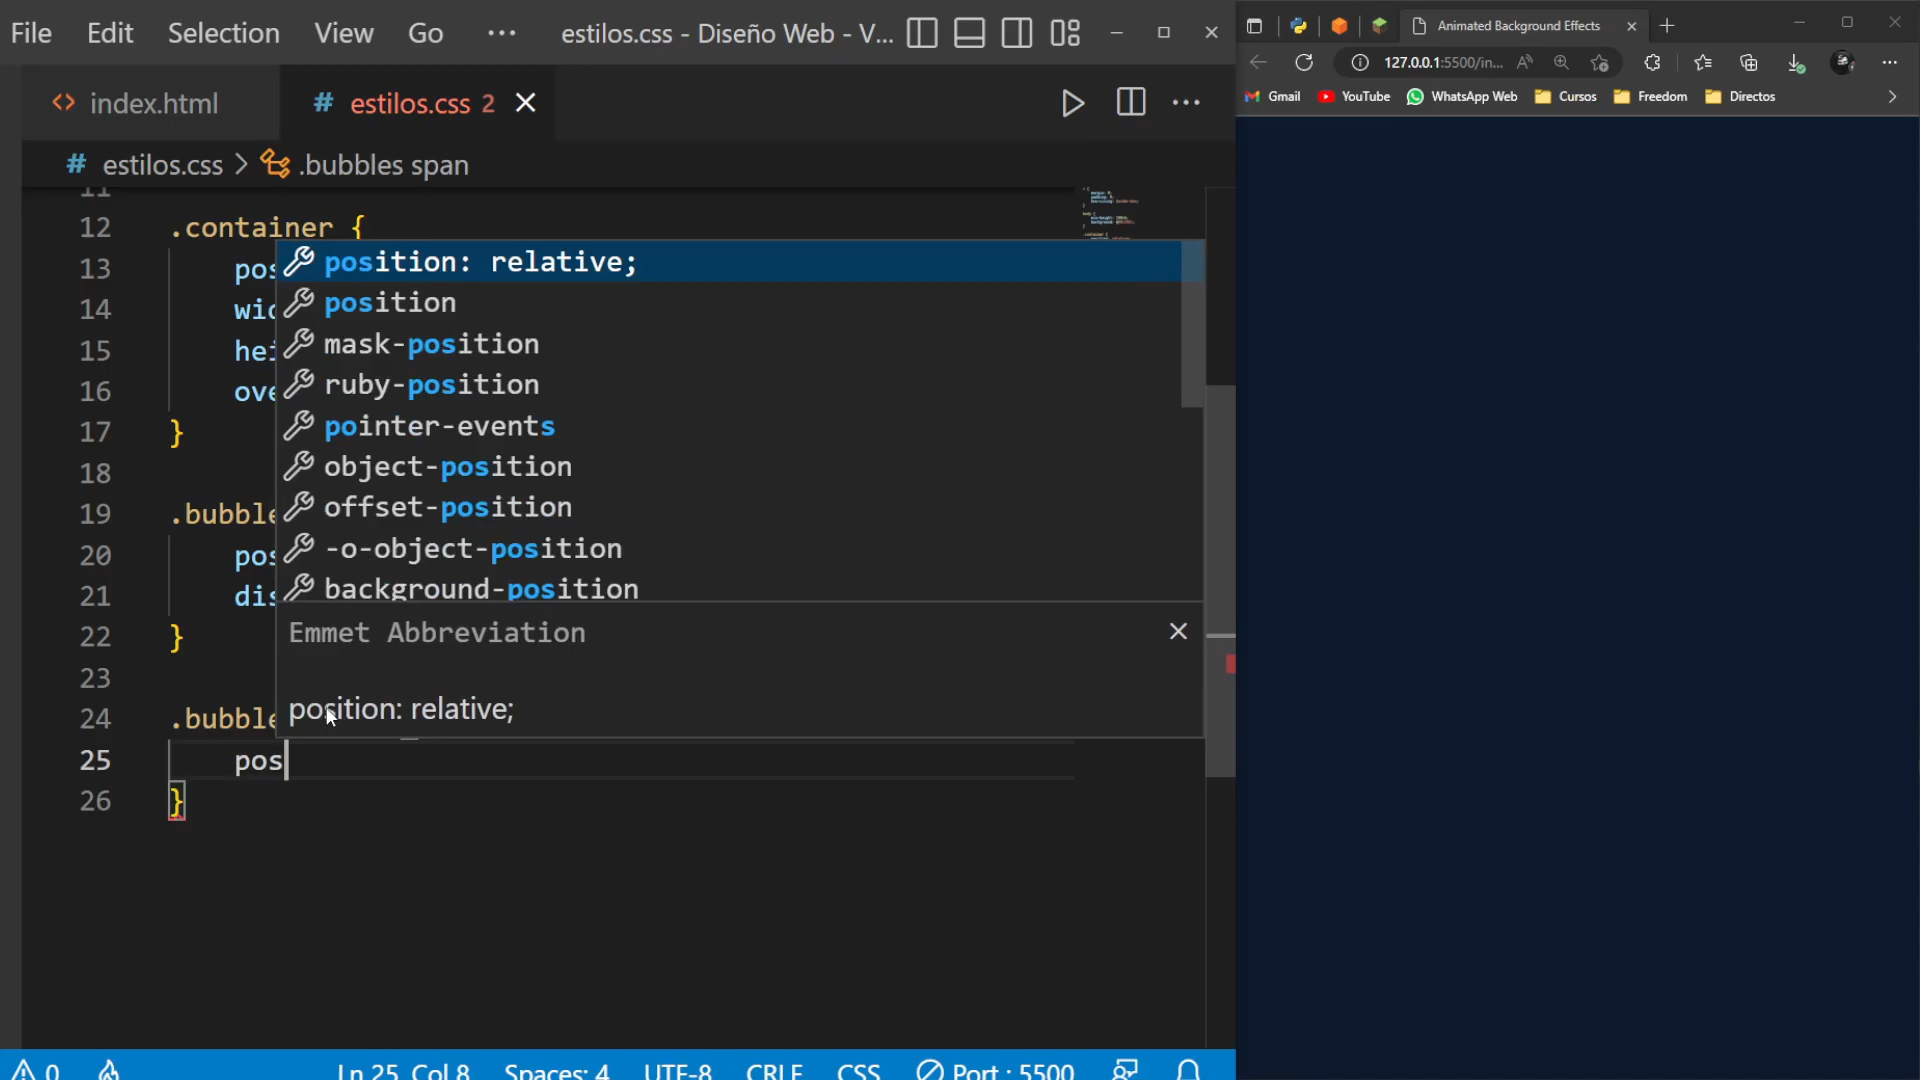 File Edit Selection View Go ··· estilos.css - Diseño Web - V...
index.html
# estilos.css 2
# estilos.css > .bubbles span
11
12 .container {
13 pos
14 wid
15 hei
16 ove
17 }
18
19 .bubble
20 pos
21 dis
22 }
23
24 .bubble
25 pos
26 }
position: relative;
position
mask-position
ruby-position
pointer-events
object-position
offset-position
-o-object-position
background-position
Emmet Abbreviation
position: relative;
0 Ln 25, Col 8 Spaces: 4 UTF-8 CRLF CSS Port : 5500
Animated Background Effects
127.0.0.1:5500/in...
Gmail YouTube WhatsApp Web Cursos Freedom Directos